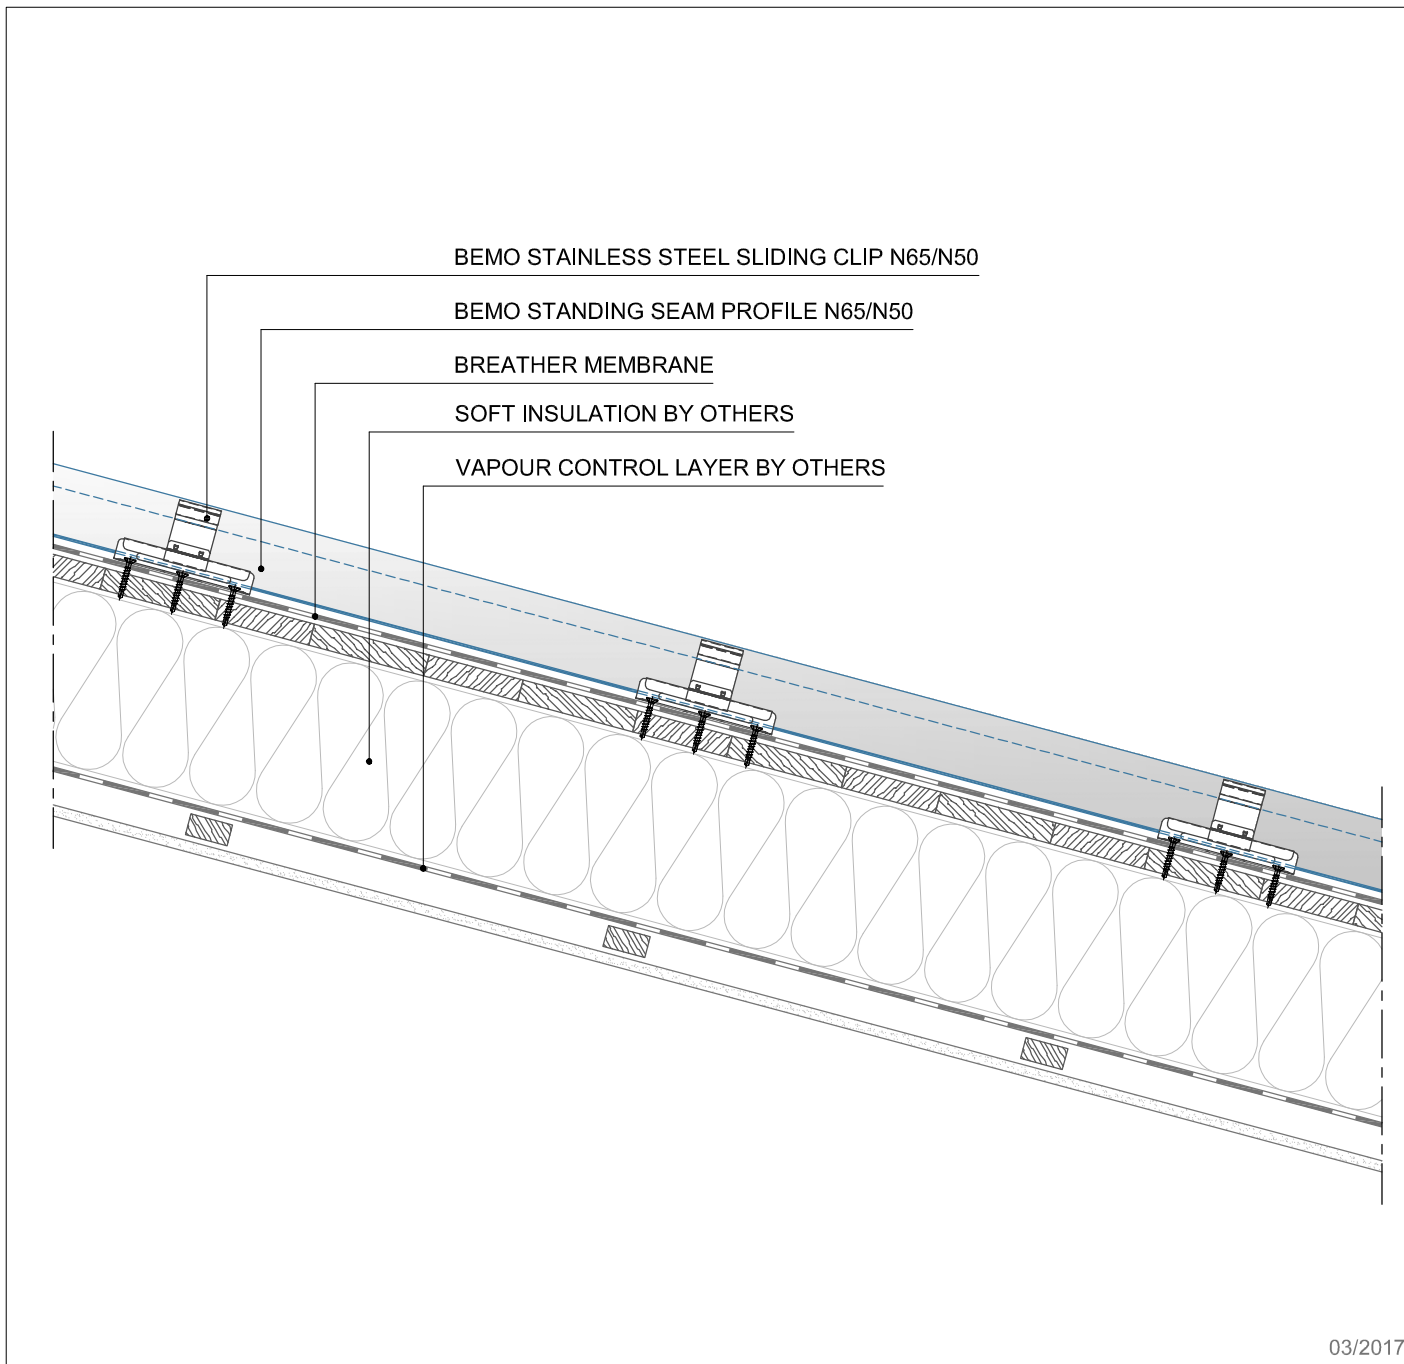 BEMO STAINLESS STEEL SLIDING CLIP N65/N50
BEMO STANDING SEAM PROFILE N65/N50
BREATHER MEMBRANE
SOFT INSULATION BY OTHERS
VAPOUR CONTROL LAYER BY OTHERS
03/2017